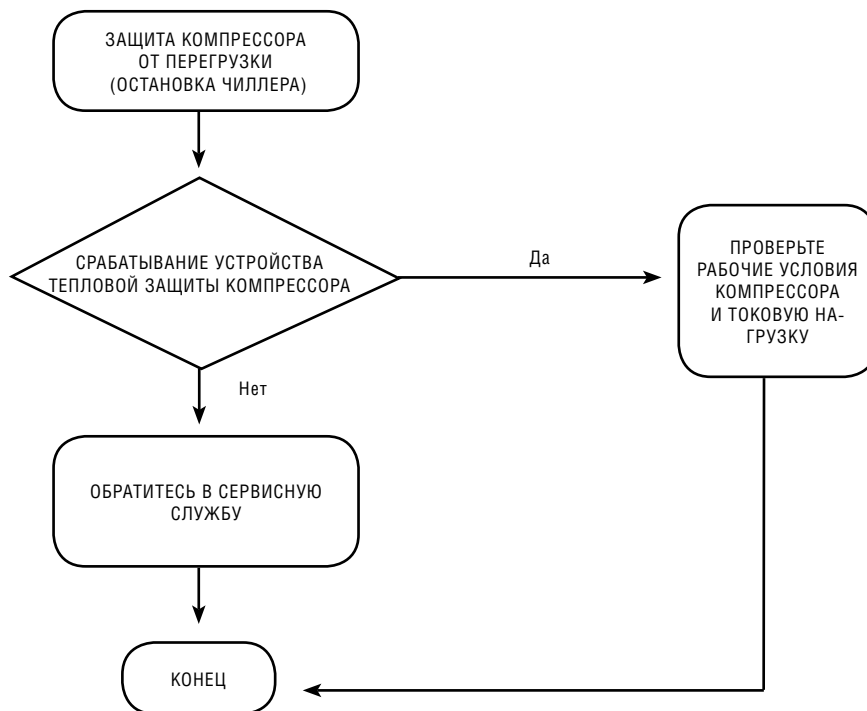 ЗАЩИТА КОМПРЕССОРА
ОТ ПЕРЕГРУЗКИ
(ОСТАНОВКА ЧИЛЛЕРА)
СРАБАТЫВАНИЕ УСТРОЙСТВА
ТЕПЛОВОЙ ЗАЩИТЫ КОМПРЕССОРА
Да
ПРОВЕРЬТЕ
РАБОЧИЕ УСЛОВИЯ
КОМПРЕССОРА
И ТОКОВУЮ НА-
ГРУЗКУ
Нет
ОБРАТИТЕСЬ В СЕРВИСНУЮ
СЛУЖБУ
КОНЕЦ